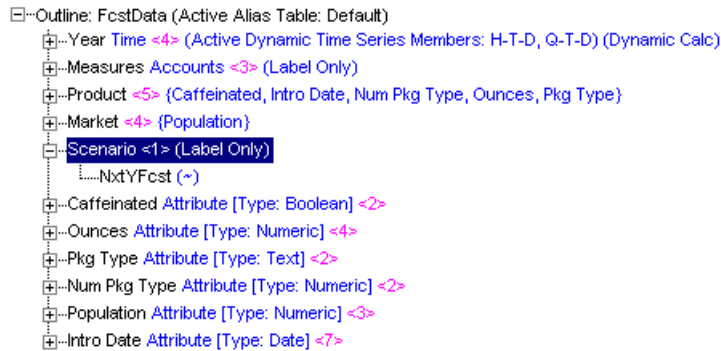 Outline: FcstData (Active Alias Table: Default)
Year Time <4> (Active Dynamic Time Series Members: H-T-D, Q-T-D) (Dynamic Calc)
Measures Accounts <3> (Label Only)
Product <5> {Caffeinated, Intro Date, Num Pkg Type, Ounces, Pkg Type}
Market <4> {Population}
Scenario <1> (Label Only)
NxtYFcst (~)
Caffeinated Attribute [Type: Boolean] <2>
Ounces Attribute [Type: Numeric] <4>
Pkg Type Attribute [Type: Text] <2>
Num Pkg Type Attribute [Type: Numeric] <2>
Population Attribute [Type: Numeric] <3>
Intro Date Attribute [Type: Date] <7>